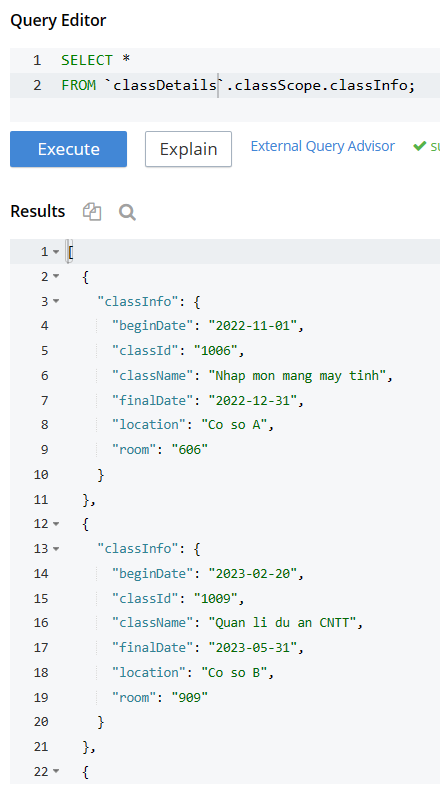 Query Editor
1 SELECT *
2 FROM `classDetails`.classScope.classInfo;
Execute Explain External Query Advisor
Results
1 [
2 {
3 "classInfo": {
4 "beginDate": "2022-11-01",
5 "classId": "1006",
6 "className": "Nhap mon mang may tinh",
7 "finalDate": "2022-12-31",
8 "location": "Co so A",
9 "room": "606"
10 }
11 },
12 {
13 "classInfo": {
14 "beginDate": "2023-02-20",
15 "classId": "1009",
16 "className": "Quan li du an CNTT",
17 "finalDate": "2023-05-31",
18 "location": "Co so B",
19 "room": "909"
20 }
21 },
22 {